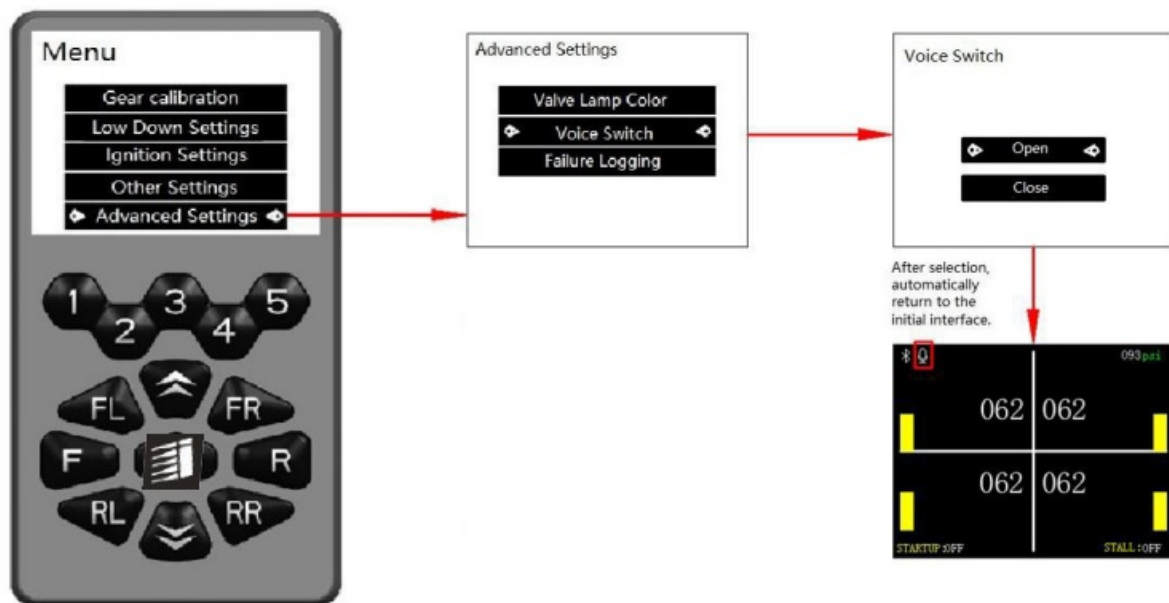 Menu
Gear calibration
Low Down Settings
Ignition Settings
Other Settings
Advanced Settings
1
2
3
4
5
FL
FR
F
R
RL
RR
Advanced Settings
Valve Lamp Color
Voice Switch
Failure Logging
Voice Switch
Open
Close
After selection,
automatically
return to the
initial interface.
093psi
062 062
062 062
STARTUP:OFF STALL:OFF